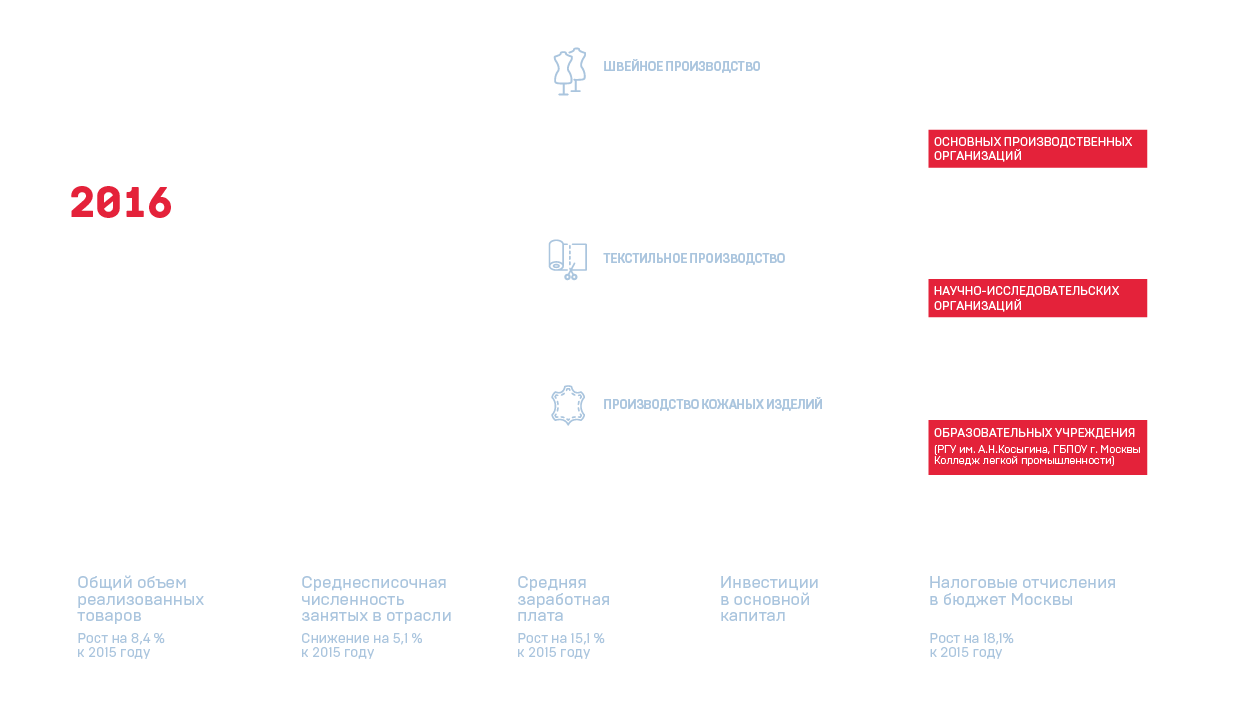 2016
ШВЕЙНОЕ ПРОИЗВОДСТВО
ТЕКСТИЛЬНОЕ ПРОИЗВОДСТВО
ПРОИЗВОДСТВО КОЖАНЫХ ИЗДЕЛИЙ
ОСНОВНЫХ ПРОИЗВОДСТВЕННЫХ
ОРГАНИЗАЦИЙ
НАУЧНО-ИССЛЕДОВАТЕЛЬСКИХ
ОРГАНИЗАЦИЙ
ОБРАЗОВАТЕЛЬНЫХ УЧРЕЖДЕНИЯ
(РГУ им. А.Н.Косыгина, ГБПОУ г. Москвы
Колледж легкой промышленности)
Общий объем
реализованных
товаров
Рост на 8,4 %
к 2015 году
Среднесписочная
численность
занятых в отрасли
Снижение на 5,1 %
к 2015 году
Средняя
заработная
плата
Рост на 15,1 %
к 2015 году
Инвестиции
в основной
капитал
Налоговые отчисления
в бюджет Москвы
Рост на 18,1%
к 2015 году